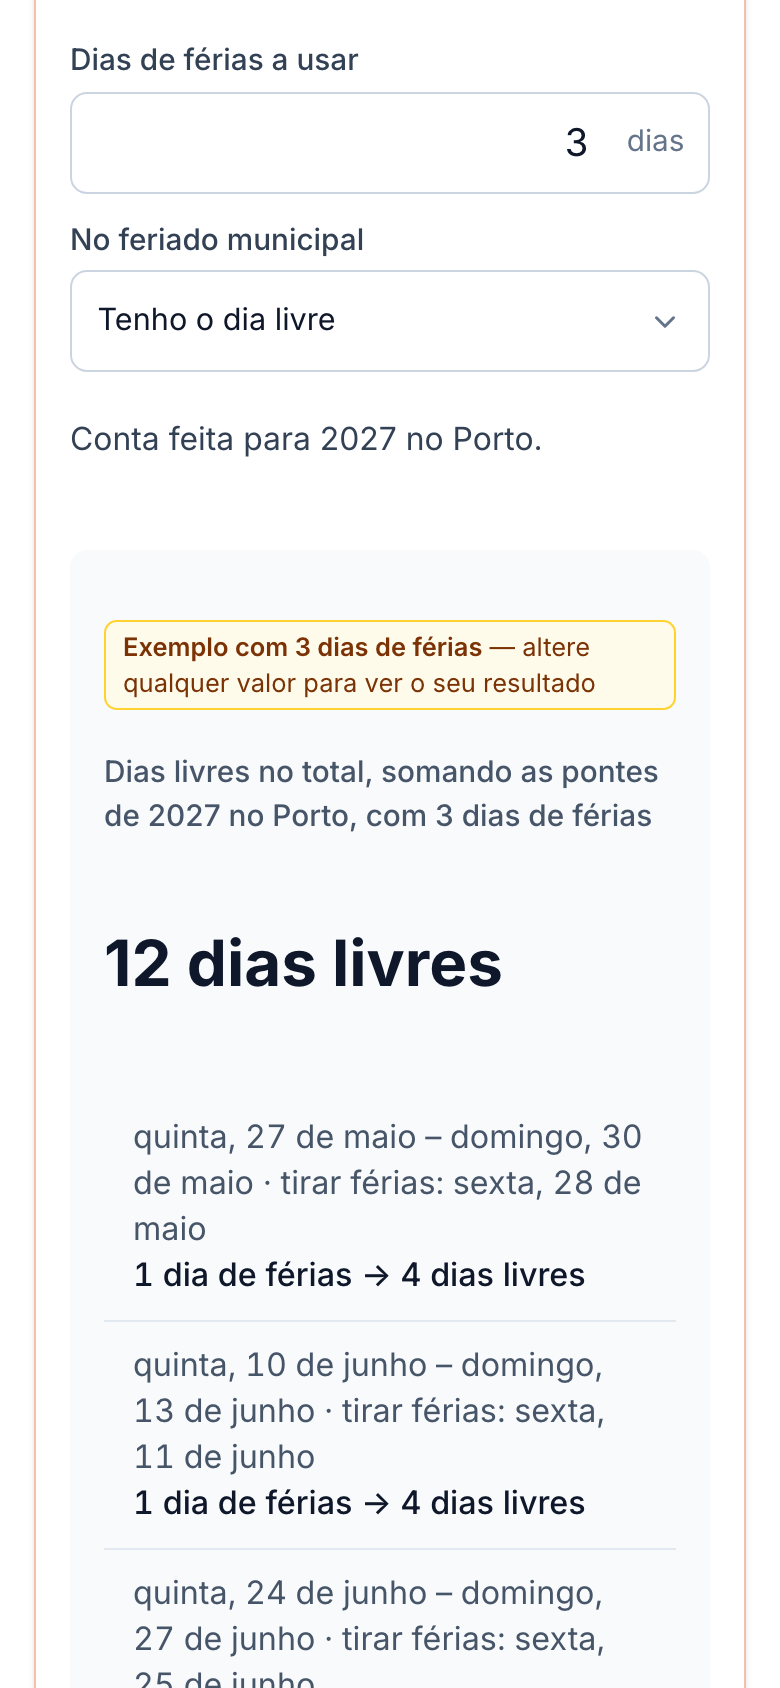 Dias de férias a usar
3 dias
No feriado municipal
Tenho o dia livre
Conta feita para 2027 no Porto.
Exemplo com 3 dias de férias — altere
qualquer valor para ver o seu resultado
Dias livres no total, somando as pontes
de 2027 no Porto, com 3 dias de férias
12 dias livres
quinta, 27 de maio – domingo, 30
de maio · tirar férias: sexta, 28 de
maio
1 dia de férias → 4 dias livres
quinta, 10 de junho – domingo,
13 de junho · tirar férias: sexta,
11 de junho
1 dia de férias → 4 dias livres
quinta, 24 de junho – domingo,
27 de junho · tirar férias: sexta,
25 de junho